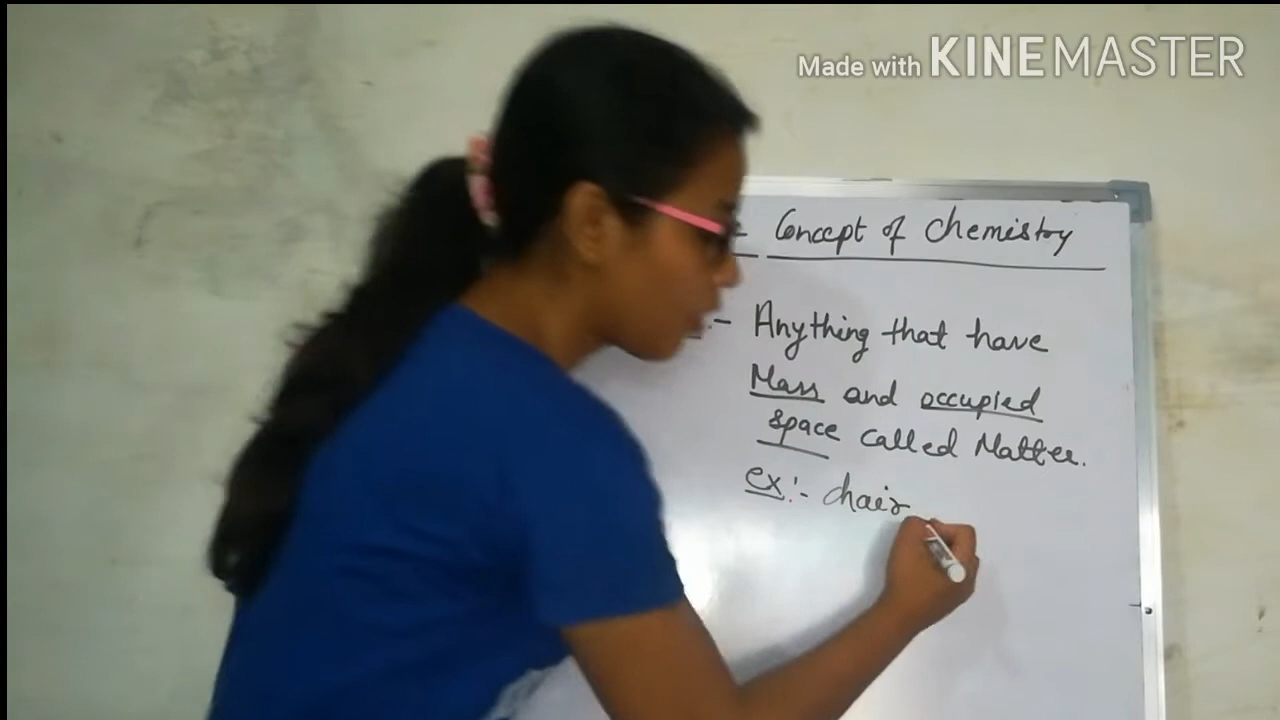 Made with KINEMASTER
Concept of Chemistry
:- Anything that have
Mass and occupied
space called Matter.
ex:- chair